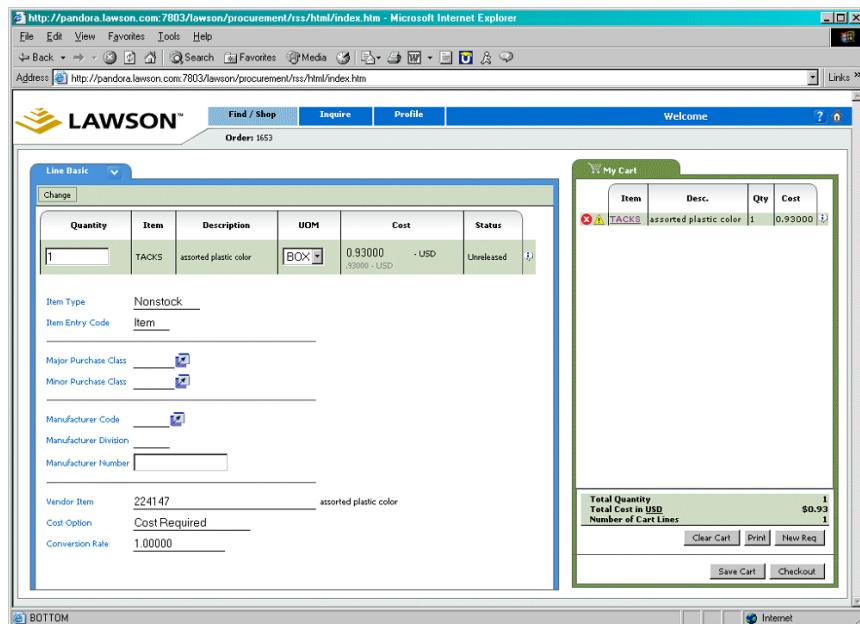 http://pandora.lawson.com:7803/lawson/procurement/rss/html/index.htm - Microsoft Internet Explorer
File Edit View Favorites Tools Help
Back Search Favorites Media
Address http://pandora.lawson.com:7803/lawson/procurement/rss/html/index.htm Links »
LAWSON™ Find / Shop Inquire Profile Welcome ?
Order: 1653
Line Basic
Change
Quantity Item Description UOM Cost Status
1 TACKS assorted plastic color BOX 0.93000 - USD Unreleased
.93000 - USD
Item Type Nonstock
Item Entry Code Item
Major Purchase Class
Minor Purchase Class
Manufacturer Code
Manufacturer Division
Manufacturer Number
Vendor Item 224147 assorted plastic color
Cost Option Cost Required
Conversion Rate 1.00000
My Cart
Item Desc. Qty Cost
TACKS assorted plastic color 1 0.93000
Total Quantity 1
Total Cost in USD $0.93
Number of Cart Lines 1
Clear Cart Print New Req
Save Cart Checkout
BOTTOM Internet